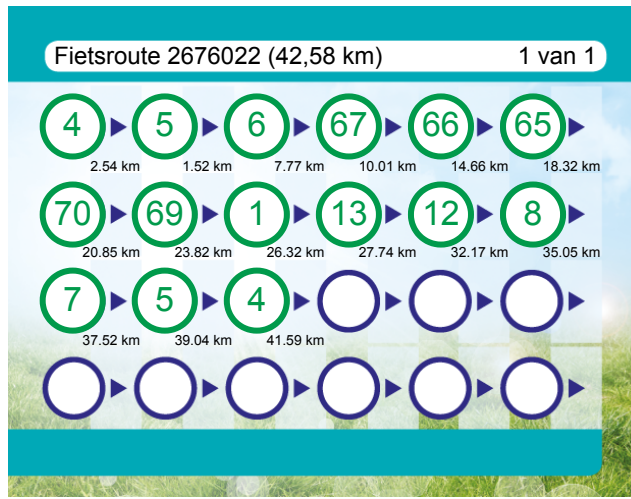 Fietsroute 2676022 (42,58 km) 1 van 1
4 5 6 67 66 65
2.54 km 1.52 km 7.77 km 10.01 km 14.66 km 18.32 km
70 69 1 13 12 8
20.85 km 23.82 km 26.32 km 27.74 km 32.17 km 35.05 km
7 5 4
37.52 km 39.04 km 41.59 km